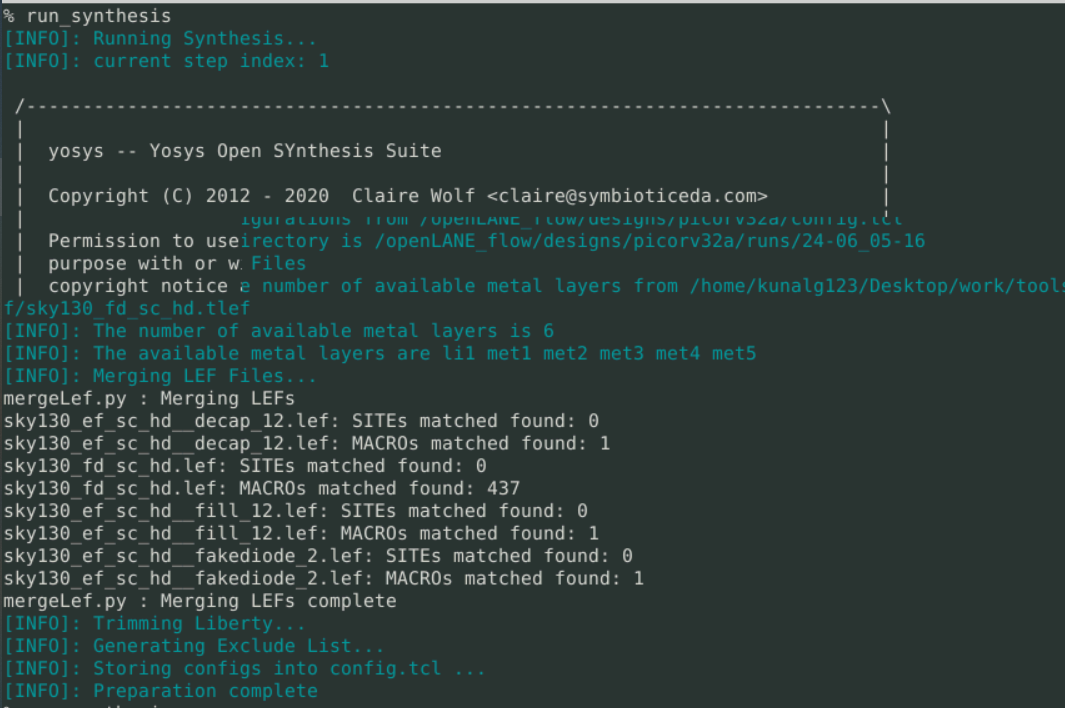 % run_synthesis
[INFO]: Running Synthesis...
[INFO]: current step index: 1
/----------------------------------------------------------------------------\
|                                                                            |
|  yosys -- Yosys Open SYnthesis Suite                                       |
|                                                                            |
|  Copyright (C) 2012 - 2020  Claire Wolf <claire@symbioticeda.com>          |
| igurations from /openLANE_flow/designs/picorv32a/config.tcl
|  Permission to use irectory is /openLANE_flow/designs/picorv32a/runs/24-06_05-16
|  purpose with or w Files
|  copyright notice e number of available metal layers from /home/kunalg123/Desktop/work/tools
f/sky130_fd_sc_hd.tlef
[INFO]: The number of available metal layers is 6
[INFO]: The available metal layers are li1 met1 met2 met3 met4 met5
[INFO]: Merging LEF Files...
mergeLef.py : Merging LEFs
sky130_ef_sc_hd__decap_12.lef: SITEs matched found: 0
sky130_ef_sc_hd__decap_12.lef: MACROs matched found: 1
sky130_fd_sc_hd.lef: SITEs matched found: 0
sky130_fd_sc_hd.lef: MACROs matched found: 437
sky130_ef_sc_hd__fill_12.lef: SITEs matched found: 0
sky130_ef_sc_hd__fill_12.lef: MACROs matched found: 1
sky130_ef_sc_hd__fakediode_2.lef: SITEs matched found: 0
sky130_ef_sc_hd__fakediode_2.lef: MACROs matched found: 1
mergeLef.py : Merging LEFs complete
[INFO]: Trimming Liberty...
[INFO]: Generating Exclude List...
[INFO]: Storing configs into config.tcl ...
[INFO]: Preparation complete